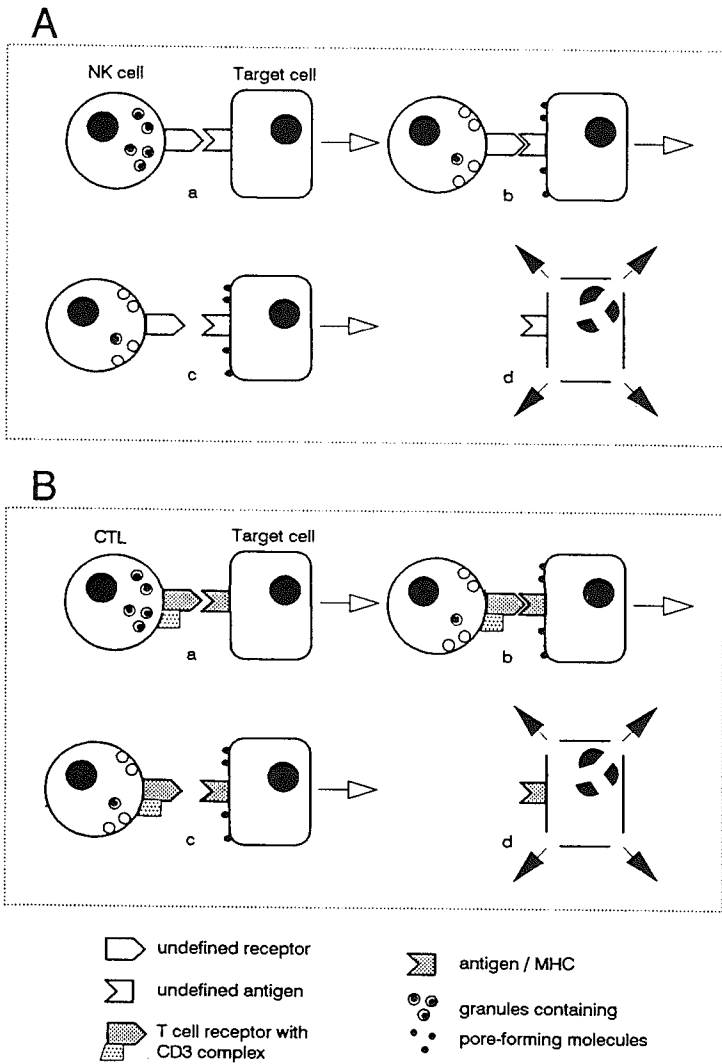 A
NK cell
Target cell
a
b
c
d
B
CTL
Target cell
a
b
c
d
undefined receptor
undefined antigen
T cell receptor with
CD3 complex
antigen / MHC
granules containing
pore-forming molecules